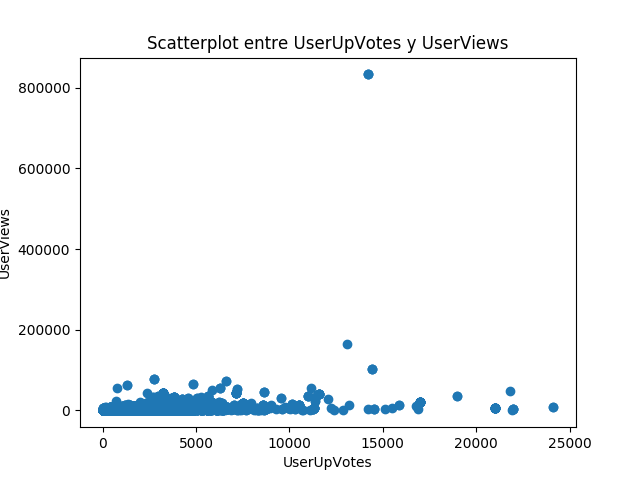 Scatterplot entre UserUpVotes y UserViews
800000
600000
400000
200000
0
UserViews
0 5000 10000 15000 20000 25000
UserUpVotes